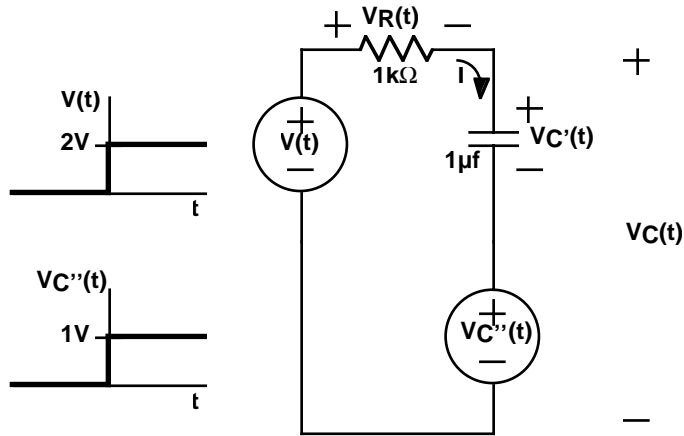 V(t)
2V
t
VC''(t)
1V
t
+ VR(t) −
1kΩ
I
+
V(t)
−
+
VC'(t)
1µf
−
+
VC''(t)
−
+
VC(t)
−